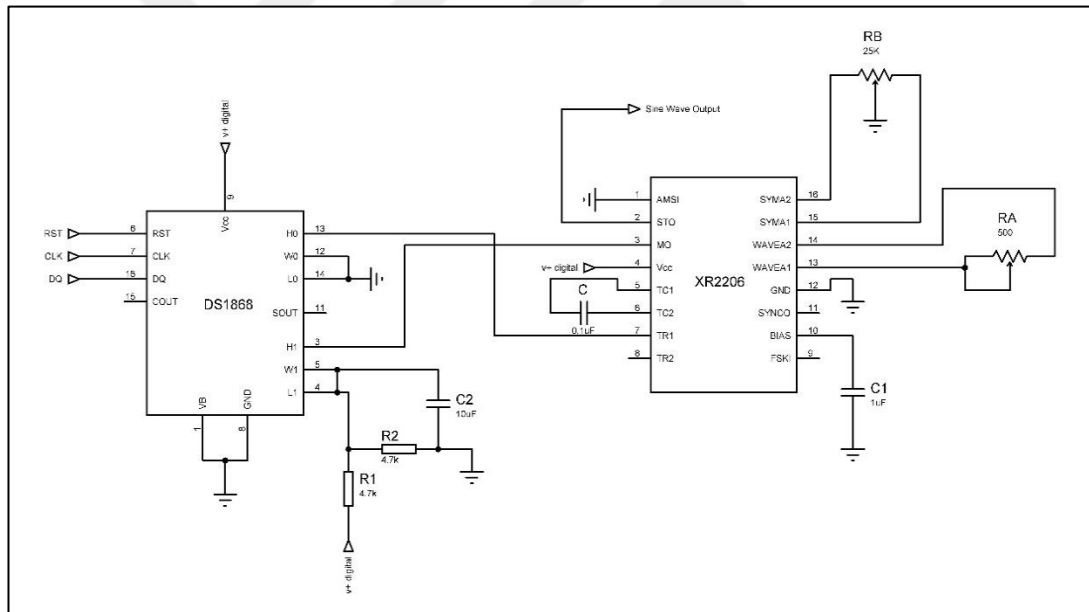 RB
25K
v+ digital
Sine Wave Output
9
Vcc
RST
6
RST
H0
13
CLK
7
CLK
W0
12
DQ
18
DQ
L0
14
15
COUT
DS1868
SOUT
11
H1
3
W1
5
L1
4
VB
GND
1
8
C2
10uF
R2
4.7k
R1
4.7k
v+ digital
1
AMSI
SYMA2
16
2
STO
SYMA1
15
3
MO
WAVEA2
14
v+ digital
4
Vcc
WAVEA1
13
5
TC1
XR2206
GND
12
C
0.1uF
6
TC2
SYNCO
11
7
TR1
BIAS
10
8
TR2
FSKI
9
RA
500
C1
1uF